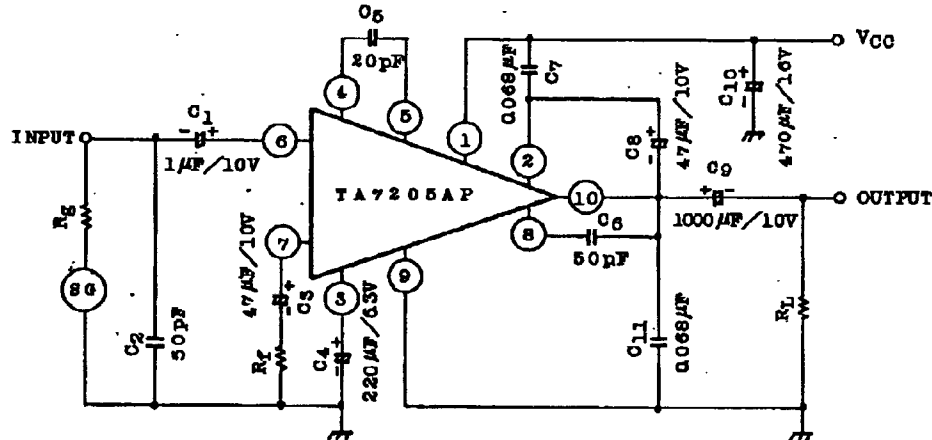 C5
20pF
4
5
1
C7
0.068μF
VCC
C10
+
-
470μF/16V
INPUT
-
C1
+
1μF/10V
6
TA7205AP
2
C8
+
-
47μF/10V
10
C9
+ -
1000μF/10V
OUTPUT
Rg
SG
C2
50pF
7
47μF/10V
+
-
C3
Rf
3
C4
+
-
220μF/6.3V
9
8
C6
50pF
C11
0.068μF
RL